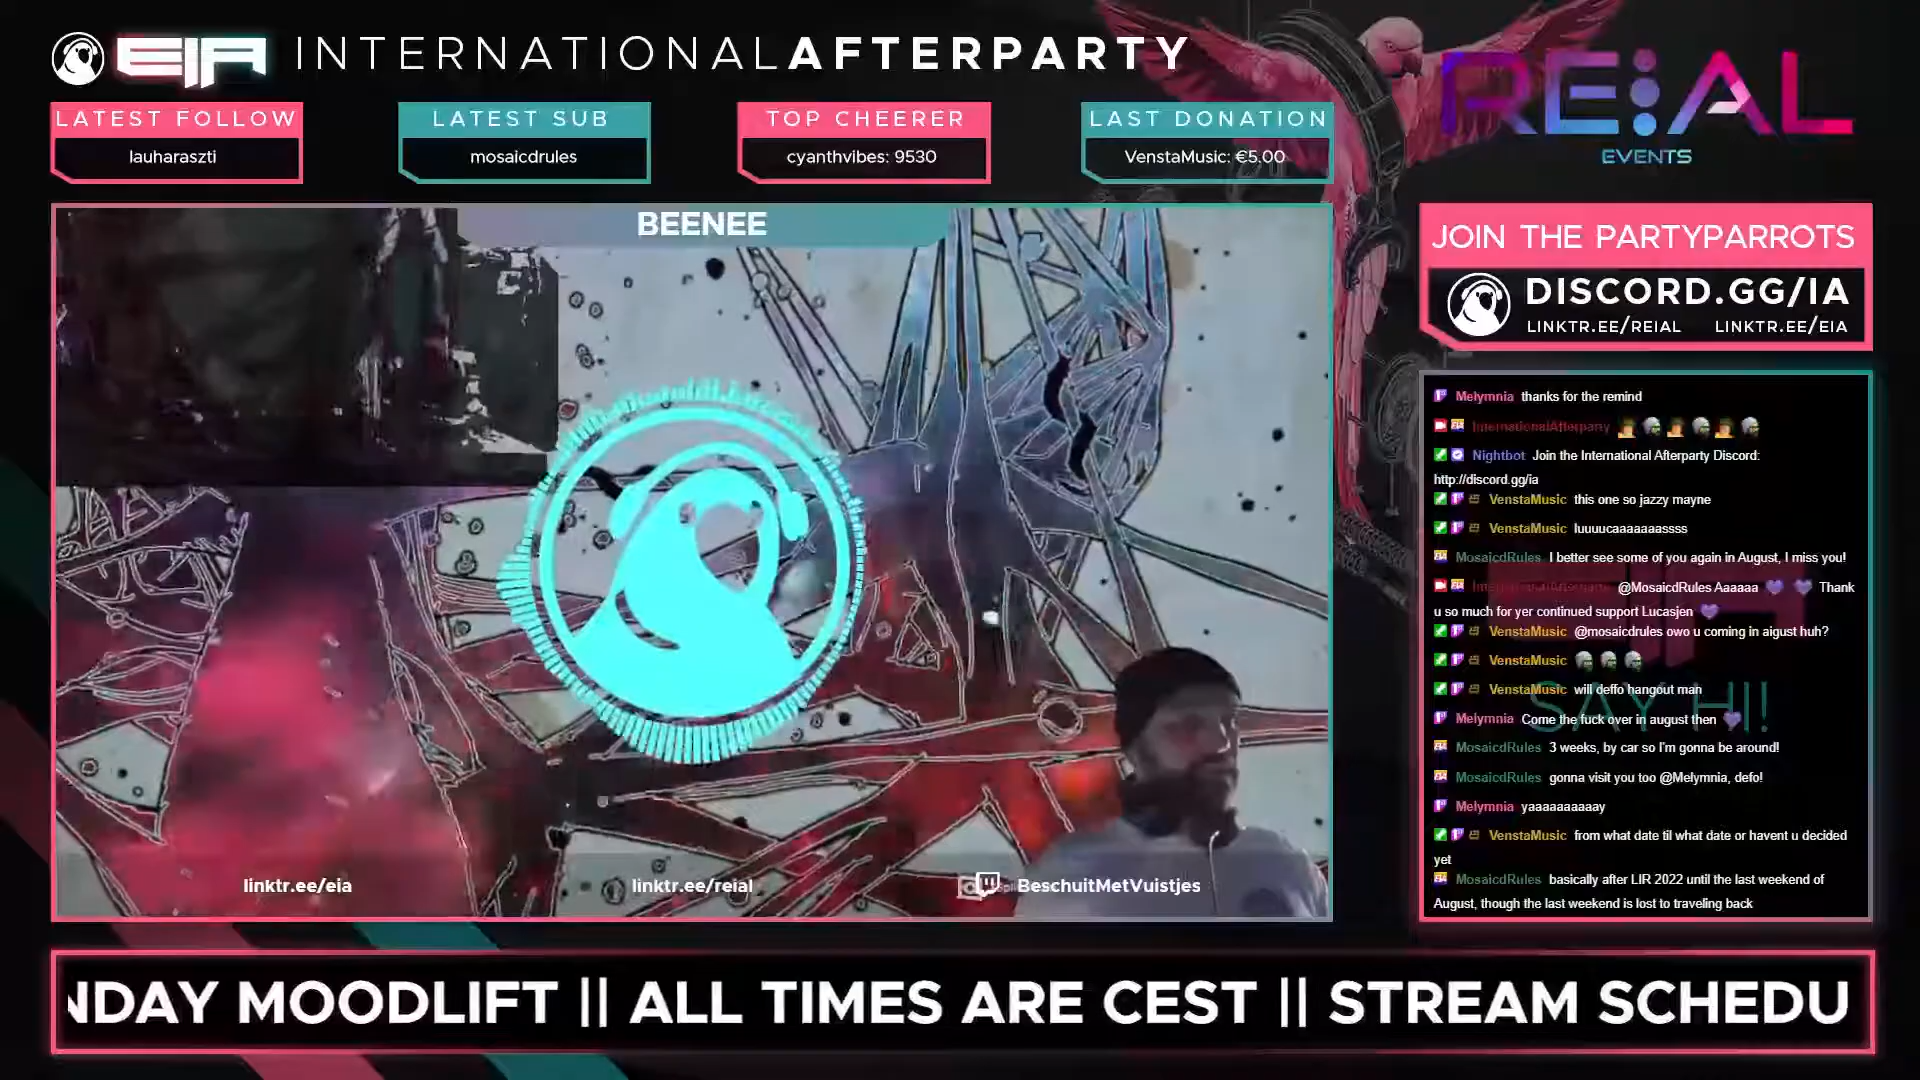 EIA INTERNATIONALAFTERPARTY
RE:AL
EVENTS
LATEST FOLLOW
lauharaszti
LATEST SUB
mosaicdrules
TOP CHEERER
cyanthvibes: 9530
LAST DONATION
VenstaMusic: €5.00
BEENEE
linktr.ee/eia
linktr.ee/reial
BeschuitMetVuistjes
JOIN THE PARTYPARROTS
DISCORD.GG/IA
LINKTR.EE/REIAL LINKTR.EE/EIA
Melymnia thanks for the remind
InternationalAfterparty
Nightbot Join the International Afterparty Discord:
http://discord.gg/ia
VenstaMusic this one so jazzy mayne
VenstaMusic luuuucaaaaaaassss
MosaicdRules I better see some of you again in August, I miss you!
InternationalAfterparty @MosaicdRules Aaaaaa 💜 💜 Thank
u so much for yer continued support Lucasjen 💜
VenstaMusic @mosaicdrules owo u coming in aigust huh?
VenstaMusic
VenstaMusic will deffo hangout man
SAY HI!
Melymnia Come the fuck over in august then 💜
MosaicdRules 3 weeks, by car so I'm gonna be around!
MosaicdRules gonna visit you too @Melymnia, defo!
Melymnia yaaaaaaaaaay
VenstaMusic from what date til what date or havent u decided
yet
MosaicdRules basically after LIR 2022 until the last weekend of
August, though the last weekend is lost to traveling back
NDAY MOODLIFT || ALL TIMES ARE CEST || STREAM SCHEDU